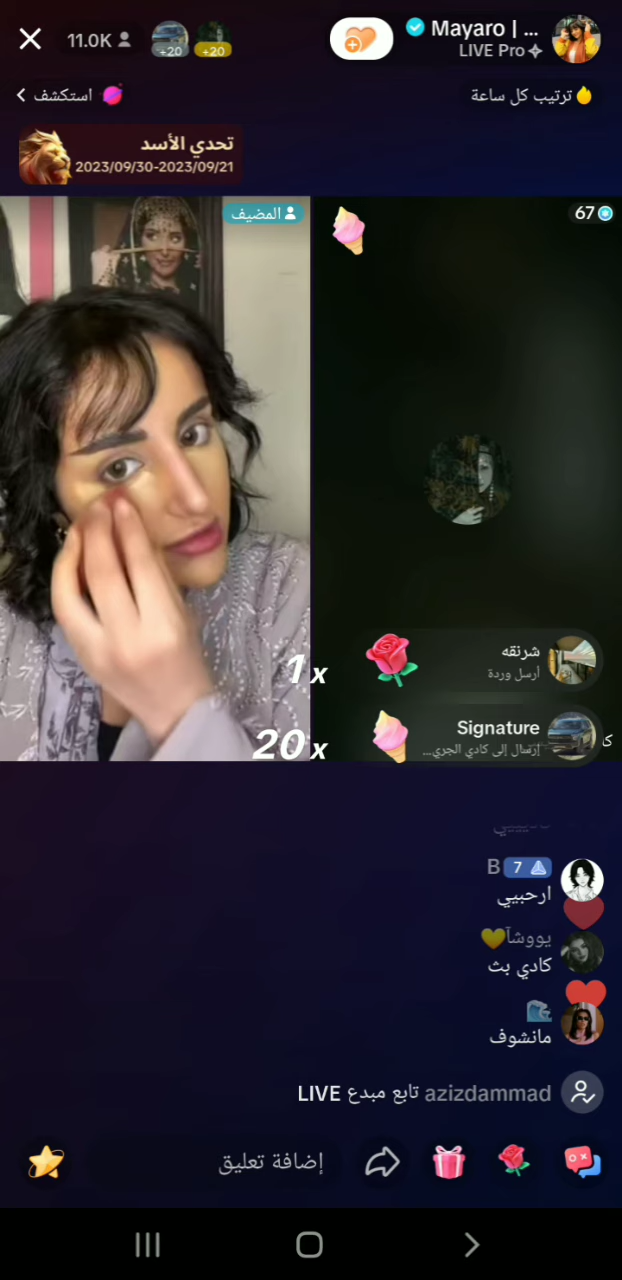 11.0K
+20
+20
Mayaro | ...
LIVE Pro
استكشف
ترتيب كل ساعة
تحدي الأسد
2023/09/30-2023/09/21
المضيف
67
شرنقه
أرسل وردة
1x
Signature
إرسال إلى كادي الجري...
20x
كا
B 7
ارحبيي
يووشآ💛
كادي بث
🌊
مانشوف
azizdammad تابع مبدع LIVE
إضافة تعليق